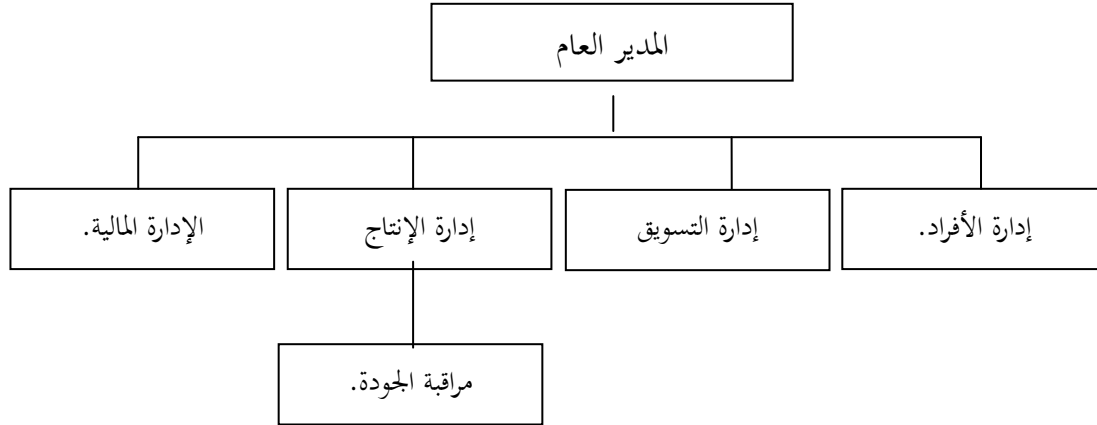 المدير العام
إدارة الأفراد.
إدارة التسويق
إدارة الإنتاج
الإدارة المالية.
مراقبة الجودة.